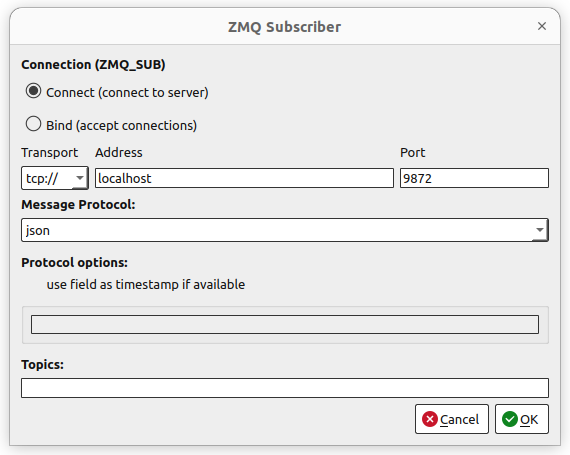 ZMQ Subscriber
Connection (ZMQ_SUB)
Connect (connect to server)
Bind (accept connections)
Transport Address Port
tcp:// localhost 9872
Message Protocol:
json
Protocol options:
use field as timestamp if available
Topics:
Cancel OK